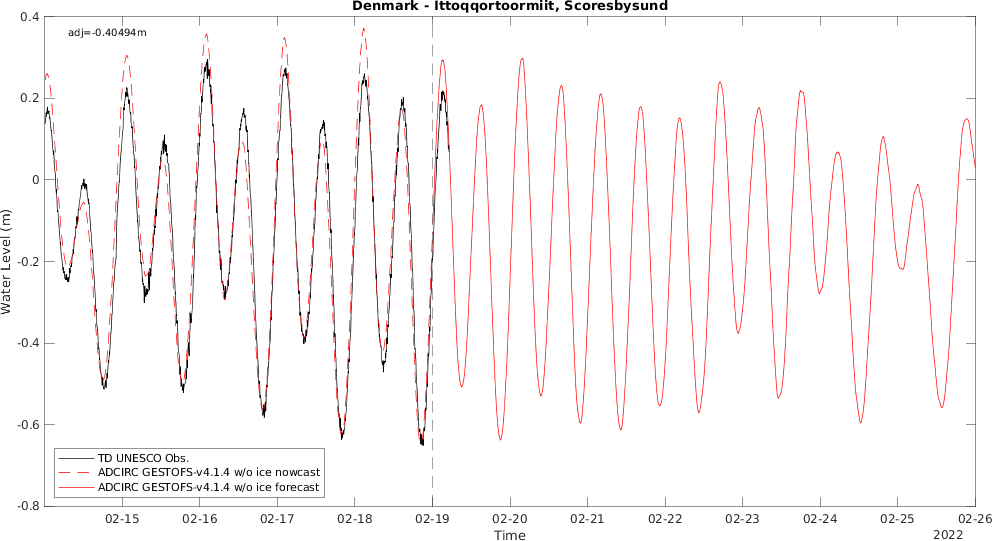 Denmark - Ittoqqortoormiit, Scoresbysund
adj=-0.40494m
0.4
0.2
0
-0.2
-0.4
-0.6
-0.8
Water Level (m)
TD UNESCO Obs.
ADCIRC GESTOFS-v4.1.4 w/o ice nowcast
ADCIRC GESTOFS-v4.1.4 w/o ice forecast
02-15 02-16 02-17 02-18 02-19 02-20 02-21 02-22 02-23 02-24 02-25 02-26
Time
2022